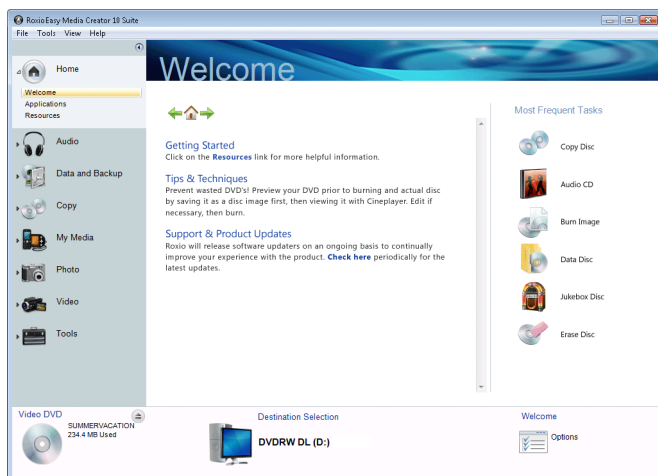 RoxioEasy Media Creator 10 Suite
File Tools View Help
Home
Welcome
Applications
Resources
Audio
Data and Backup
Copy
My Media
Photo
Video
Tools
Welcome
Getting Started
Click on the Resources link for more helpful information.
Tips & Techniques
Prevent wasted DVD's! Preview your DVD prior to burning and actual disc
by saving it as a disc image first, then viewing it with Cineplayer. Edit if
necessary, then burn.
Support & Product Updates
Roxio will release software updaters on an ongoing basis to continually
improve your experience with the product. Check here periodically for the
latest updates.
Most Frequent Tasks
Copy Disc
Audio CD
Burn Image
Data Disc
Jukebox Disc
Erase Disc
Video DVD
SUMMERVACATION
234.4 MB Used
Destination Selection
DVDRW DL (D:)
Welcome
Options